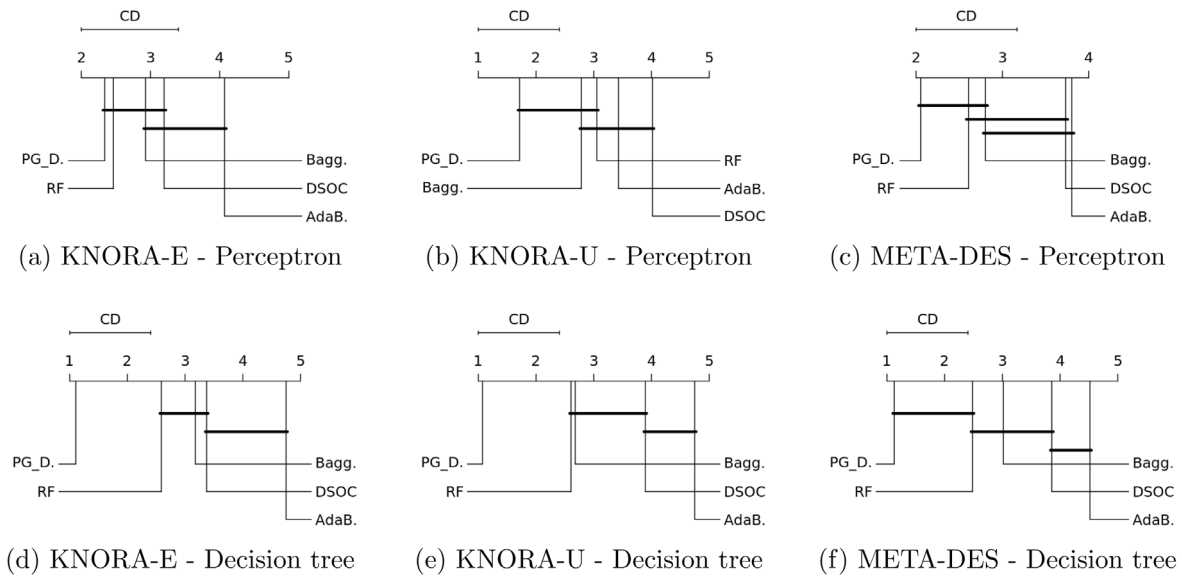 CD CD CD
2 3 4 5 1 2 3 4 5 2 3 4
PG_D. Bagg. PG_D. RF PG_D. Bagg.
RF DSOC Bagg. AdaB. RF DSOC
AdaB. DSOC AdaB.
(a) KNORA-E - Perceptron (b) KNORA-U - Perceptron (c) META-DES - Perceptron
CD CD CD
1 2 3 4 5 1 2 3 4 5 1 2 3 4 5
PG_D. Bagg. PG_D. Bagg. PG_D. Bagg.
RF DSOC RF DSOC RF DSOC
AdaB. AdaB. AdaB.
(d) KNORA-E - Decision tree (e) KNORA-U - Decision tree (f) META-DES - Decision tree